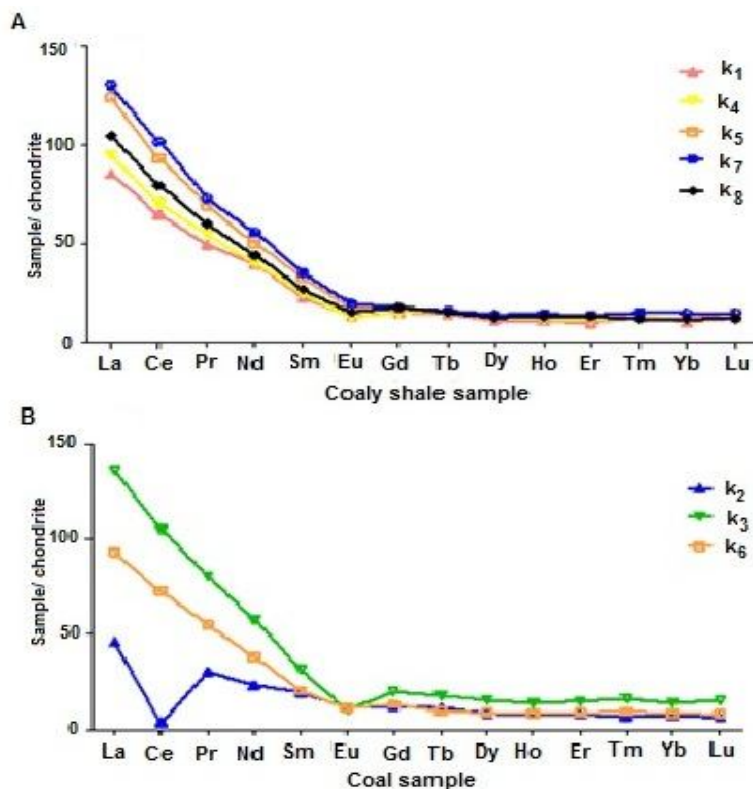 A
150
100
50
0
Sample/ chondrite
La Ce Pr Nd Sm Eu Gd Tb Dy Ho Er Tm Yb Lu
Coaly shale sample
k1
k4
k5
k7
k8
B
150
100
50
0
Sample/ chondrite
La Ce Pr Nd Sm Eu Gd Tb Dy Ho Er Tm Yb Lu
Coal sample
k2
k3
k6